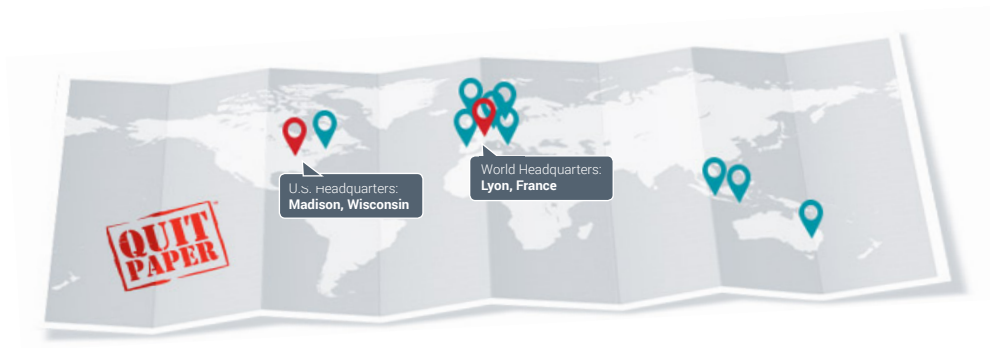 U.S. Headquarters:
Madison, Wisconsin
World Headquarters:
Lyon, France
QUIT
PAPER